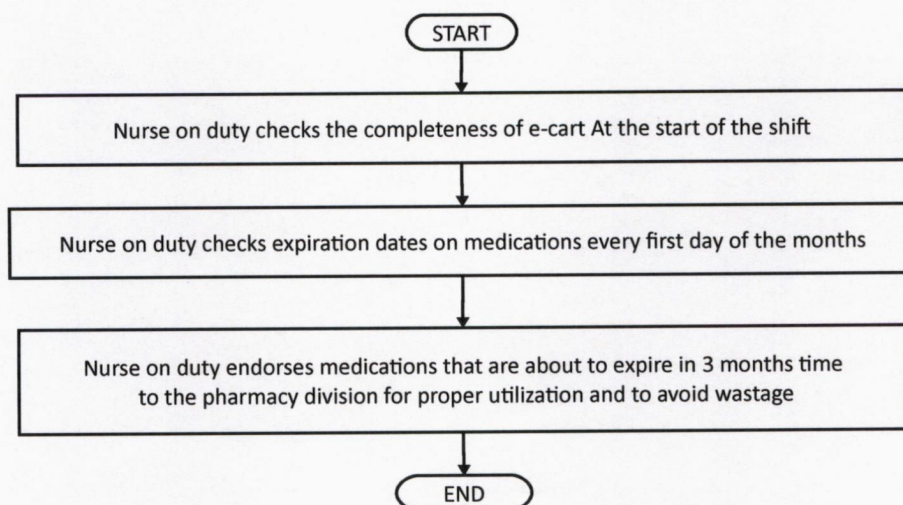 START
Nurse on duty checks the completeness of e-cart At the start of the shift
Nurse on duty checks expiration dates on medications every first day of the months
Nurse on duty endorses medications that are about to expire in 3 months time
to the pharmacy division for proper utilization and to avoid wastage
END